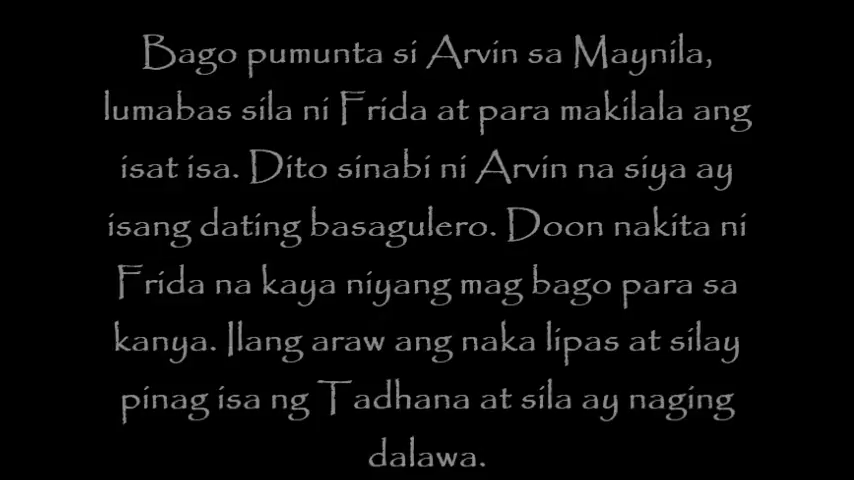 Bago pumunta si Arvin sa Maynila,
lumabas sila ni Frida at para makilala ang
isat isa. Dito sinabi ni Arvin na siya ay
isang dating basagulero. Doon nakita ni
Frida na kaya niyang mag bago para sa
kanya. Ilang araw ang naka lipas at silay
pinag isa ng Tadhana at sila ay naging
dalawa.